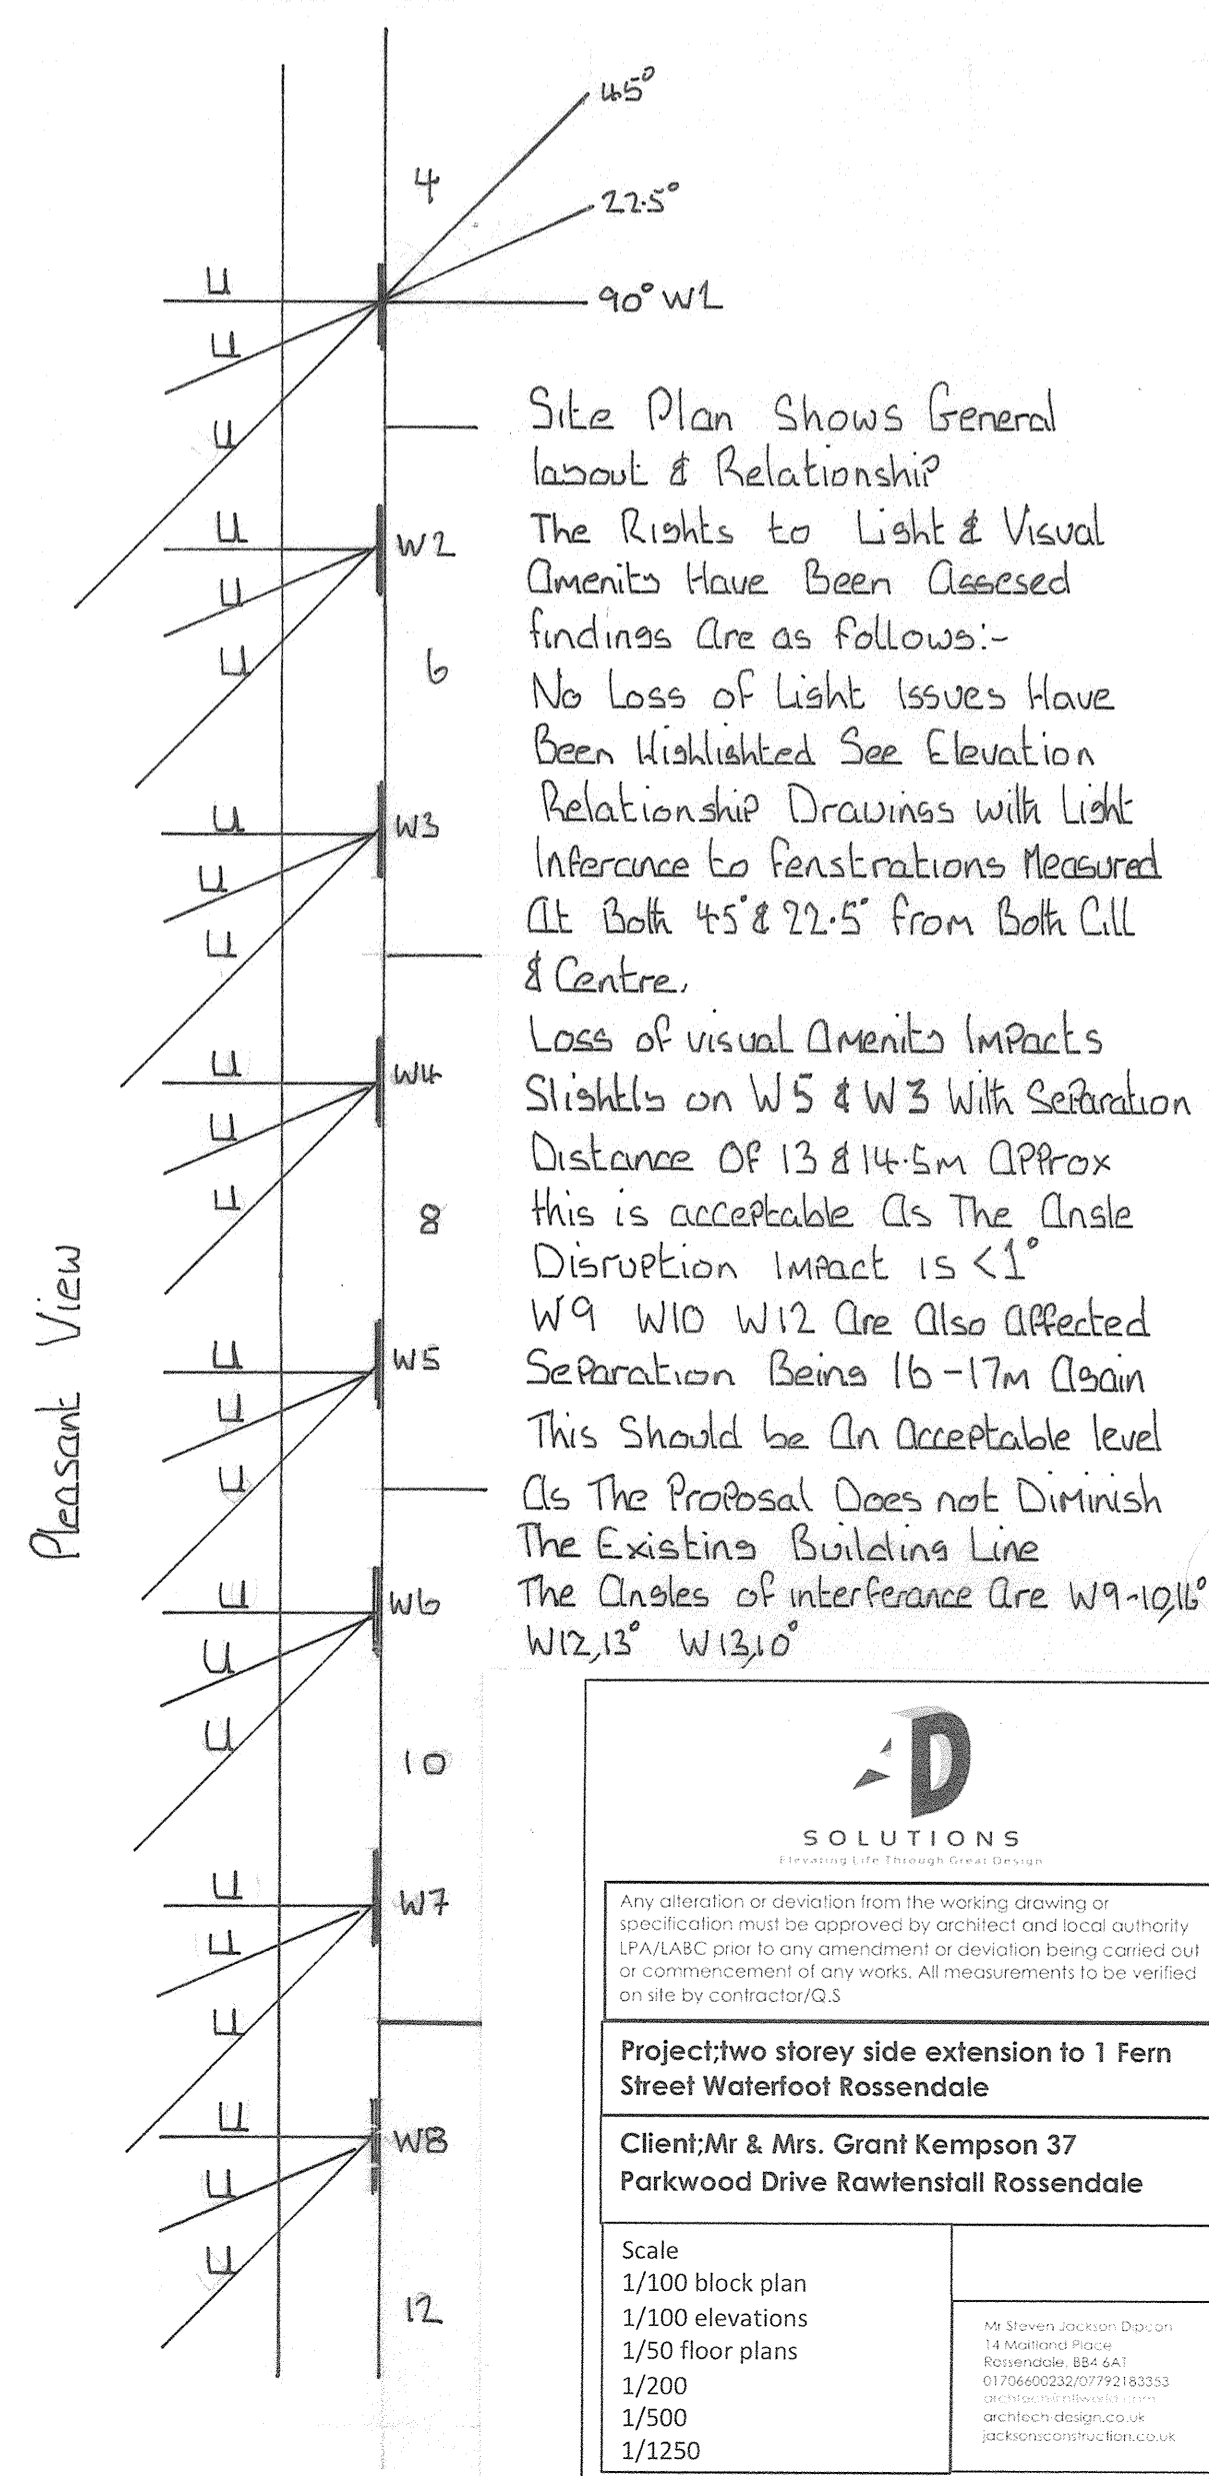 45°
4
22.5°
U
90° W1
U
U
Site Plan Shows General
layout & Relationship
U
W2
The Rights to Light & Visual
U
Amenity Have Been Assesed
U
6
findings Are as follows:-
No Loss of Light Issues Have
Been Highlighted See Elevation
U
W3
Relationship Drawings with Light
U
Inferance to fenstrations Measured
U
At Both 45° & 22.5° from Both Cill
& Centre,
U
W4
Loss of visual Amenity Impacts
U
Slightly on W5 & W3 With Separation
U
8
Distance Of 13 & 14.5m Approx
this is acceptable As The Angle
Disruption Impact is <1°
Pleasant View
U
W5
W9 W10 W12 Are Also Affected
U
Separation Being 16-17m Again
U
This Should be An Acceptable level
As The Proposal Does not Diminish
The Existing Building Line
U
W6
The Angles of interferance Are W9-10,16°
U
W12,13° W13,10°
U
10
U
W7
U
U
U
W8
U
U
12
AD
SOLUTIONS
Elevating Life Through Great Design
Any alteration or deviation from the working drawing or
specification must be approved by architect and local authority
LPA/LABC prior to any amendment or deviation being carried out
or commencement of any works. All measurements to be verified
on site by contractor/Q.S
Project;two storey side extension to 1 Fern
Street Waterfoot Rossendale
Client;Mr & Mrs. Grant Kempson 37
Parkwood Drive Rawtenstall Rossendale
Scale
1/100 block plan
1/100 elevations
1/50 floor plans
1/200
1/500
1/1250
Mr Steven Jackson Dipcon
14 Maitland Place
Rossendale, BB4 6AT
01706600232/07792183353
archtech-design.co.uk
jacksonsconstruction.co.uk